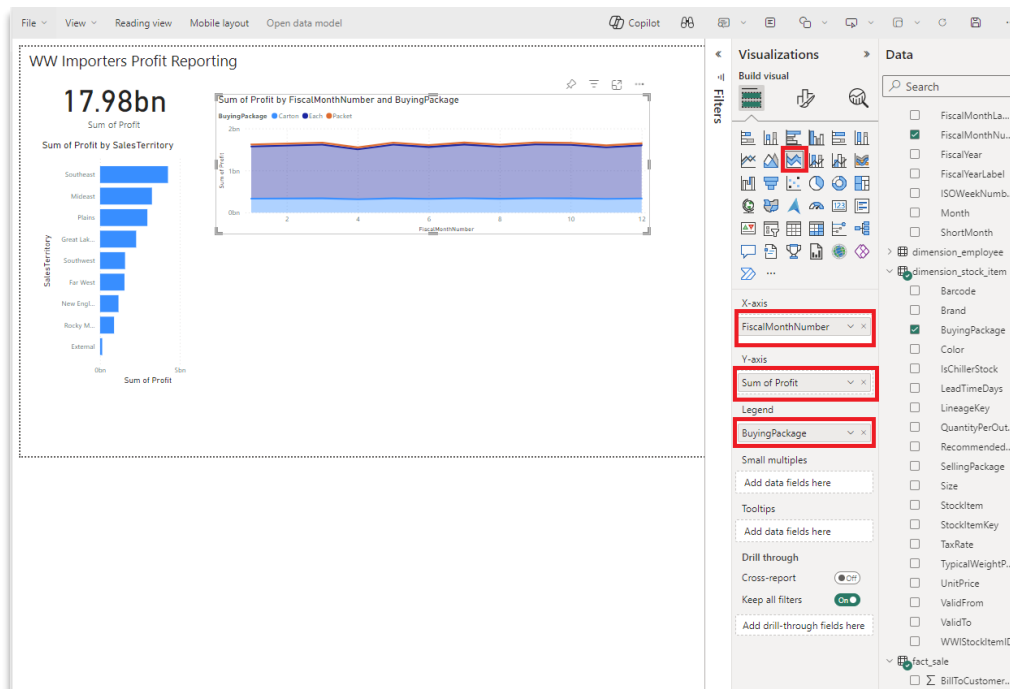 File View Reading view Mobile layout Open data model Copilot
WW Importers Profit Reporting
17.98bn
Sum of Profit
Sum of Profit by SalesTerritory
SalesTerritory
Southeast
Mideast
Plains
Great Lak...
Southwest
Far West
New Engl...
Rocky M...
External
0bn 5bn
Sum of Profit
Sum of Profit by FiscalMonthNumber and BuyingPackage
BuyingPackage Carton Each Packet
Sum of Profit
2bn
1bn
0bn
2 4 6 8 10 12
FiscalMonthNumber
Filters
Visualizations
Build visual
123
X-axis
FiscalMonthNumber
Y-axis
Sum of Profit
Legend
BuyingPackage
Small multiples
Add data fields here
Tooltips
Add data fields here
Drill through
Cross-report Off
Keep all filters On
Add drill-through fields here
Data
Search
FiscalMonthLa...
FiscalMonthNu...
FiscalYear
FiscalYearLabel
ISOWeekNumb...
Month
ShortMonth
dimension_employee
dimension_stock_item
Barcode
Brand
BuyingPackage
Color
IsChillerStock
LeadTimeDays
LineageKey
QuantityPerOut...
Recommended...
SellingPackage
Size
StockItem
StockItemKey
TaxRate
TypicalWeightP...
UnitPrice
ValidFrom
ValidTo
WWIStockItemID
fact_sale
BillToCustomer...